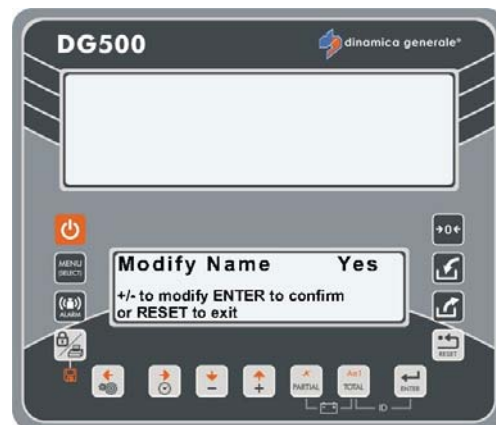 DG500
dinamica generale®
→0←
MENU
(SELECT)
Modify Name Yes
+/- to modify ENTER to confirm
or RESET to exit
ALARM
RESET
PARTIAL
TOTAL
ENTER
ID